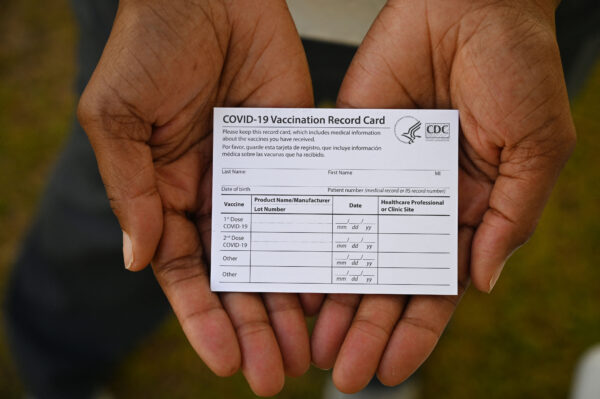 COVID-19 Vaccination Record Card
CDC
Please keep this record card, which includes medical information
about the vaccines you have received.
Por favor, guarde esta tarjeta de registro, que incluye información
médica sobre las vacunas que ha recibido.
Last Name First Name MI
Date of birth Patient number (medical record or IIS record number)
Vaccine Product Name/Manufacturer Date Healthcare Professional
Lot Number or Clinic Site
1st Dose
COVID-19 mm dd yy
2nd Dose
COVID-19 mm dd yy
Other mm dd yy
Other mm dd yy